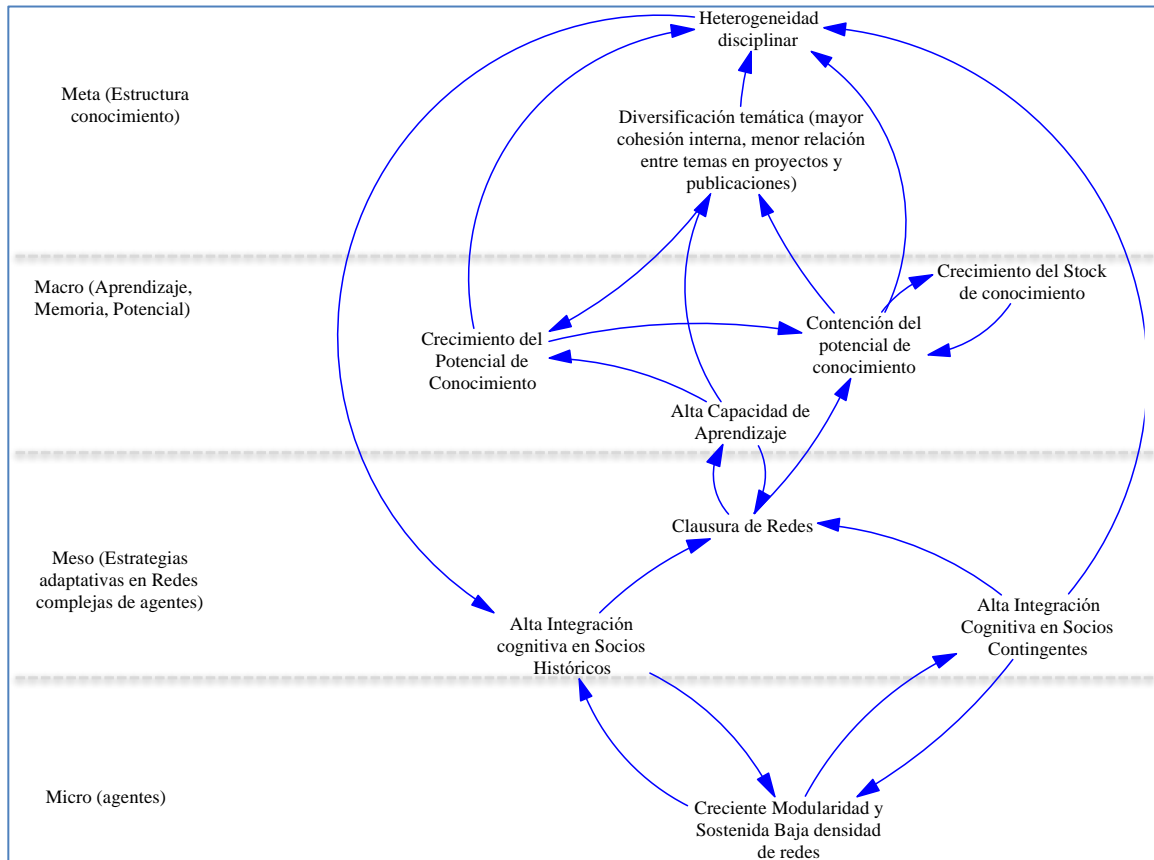 Heterogeneidad
disciplinar
Meta (Estructura
conocimiento)
Diversificación temática (mayor
cohesión interna, menor relación
entre temas en proyectos y
publicaciones)
Macro (Aprendizaje,
Memoria, Potencial)
Crecimiento del Stock
de conocimiento
Crecimiento del
Potencial de
Conocimiento
Contención del
potencial de
conocimiento
Alta Capacidad de
Aprendizaje
Meso (Estrategias
adaptativas en Redes
complejas de agentes)
Clausura de Redes
Alta Integración
cognitiva en Socios
Históricos
Alta Integración
Cognitiva en Socios
Contingentes
Micro (agentes)
Creciente Modularidad y
Sostenida Baja densidad
de redes